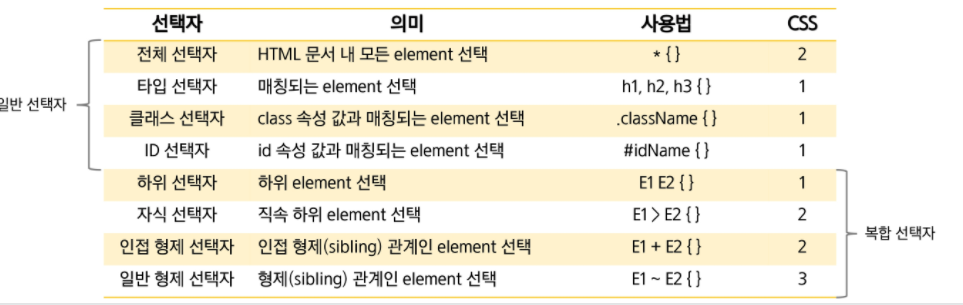 선택자 의미 사용법 CSS
전체 선택자 HTML 문서 내 모든 element 선택 * { } 2
타입 선택자 매칭되는 element 선택 h1, h2, h3 { } 1
일반 선택자
클래스 선택자 class 속성 값과 매칭되는 element 선택 .className { } 1
ID 선택자 id 속성 값과 매칭되는 element 선택 #idName { } 1
하위 선택자 하위 element 선택 E1 E2 { } 1
자식 선택자 직속 하위 element 선택 E1 > E2 { } 2
복합 선택자
인접 형제 선택자 인접 형제(sibling) 관계인 element 선택 E1 + E2 { } 2
일반 형제 선택자 형제(sibling) 관계인 element 선택 E1 ~ E2 { } 3